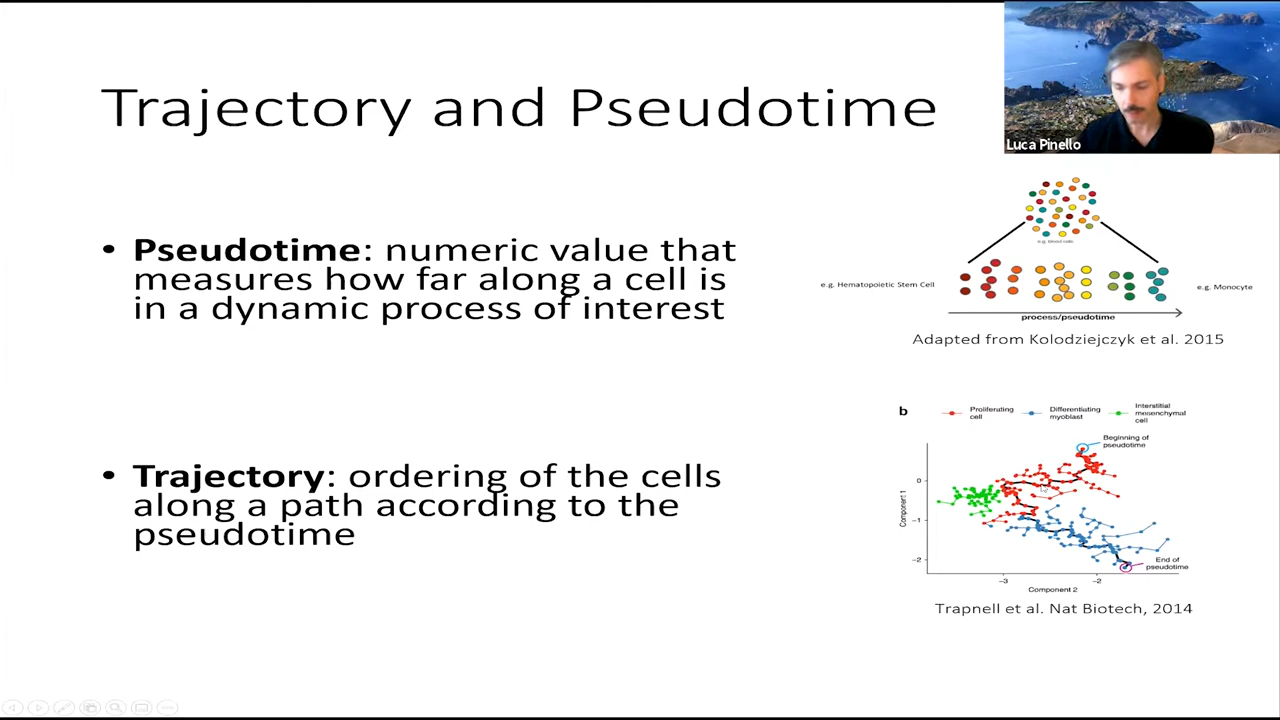 Trajectory and Pseudotime
Luca Pinello
• Pseudotime: numeric value that
measures how far along a cell is
in a dynamic process of interest
e.g. blood cells
e.g. Hematopoietic Stem Cell
e.g. Monocyte
process/pseudotime
Adapted from Kolodziejczyk et al. 2015
• Trajectory: ordering of the cells
along a path according to the
pseudotime
b
Proliferating
cell
Differentiating
myoblast
Interstitial
mesenchymal
cell
Beginning of
pseudotime
0
−1
−2
Component 1
End of
pseudotime
−3
−2
Component 2
Trapnell et al. Nat Biotech, 2014